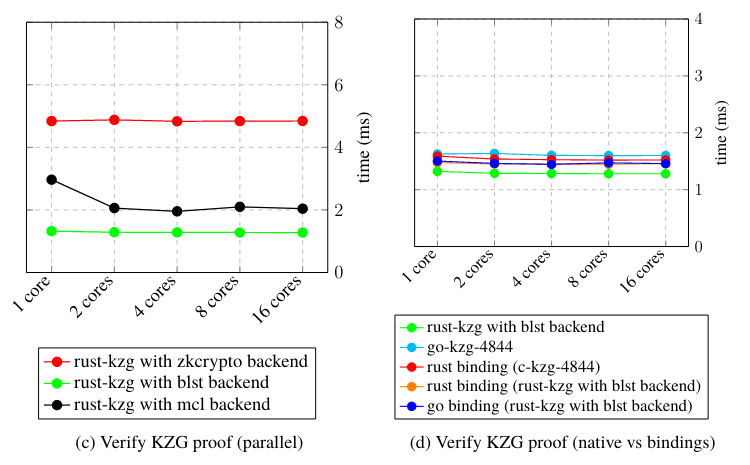 8
6
4
2
0
time (ms)
1 core
2 cores
4 cores
8 cores
16 cores
rust-kzg with zkcrypto backend
rust-kzg with blst backend
rust-kzg with mcl backend
(c) Verify KZG proof (parallel)
4
3
2
1
0
time (ms)
1 core
2 cores
4 cores
8 cores
16 cores
rust-kzg with blst backend
go-kzg-4844
rust binding (c-kzg-4844)
rust binding (rust-kzg with blst backend)
go binding (rust-kzg with blst backend)
(d) Verify KZG proof (native vs bindings)